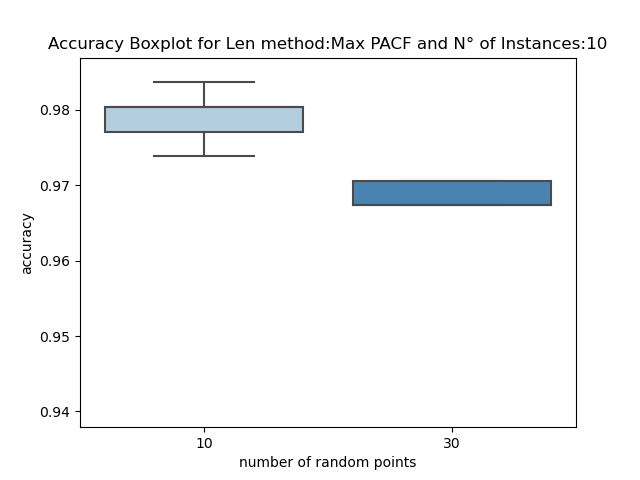 Accuracy Boxplot for Len method:Max PACF and N° of Instances:10
0.98
0.97
0.96
0.95
0.94
accuracy
10 30
number of random points